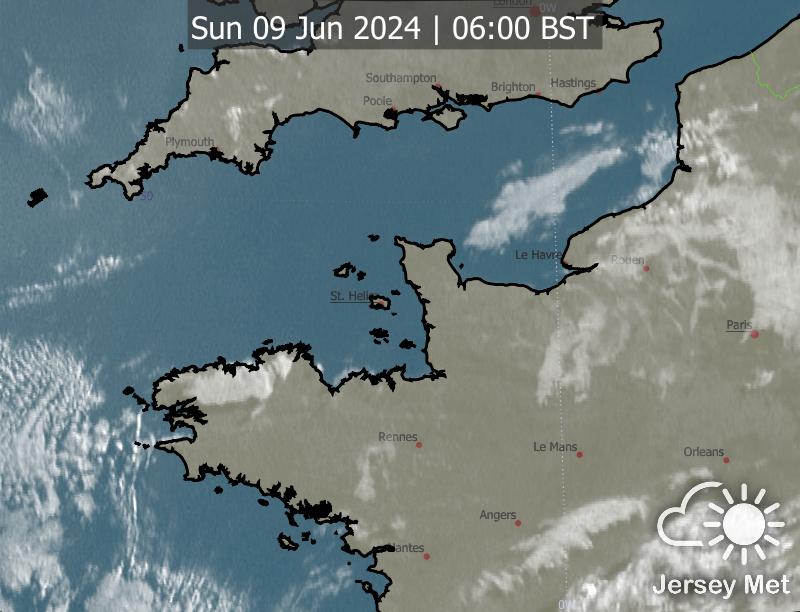 London
0W
Sun 09 Jun 2024 | 06:00 BST
Southampton
Brighton
Hastings
Poole
Plymouth
50
Le Havre
Rouen
St. Helier
Paris
Rennes
Le Mans
Orleans
Angers
Nantes
0W
Jersey Met